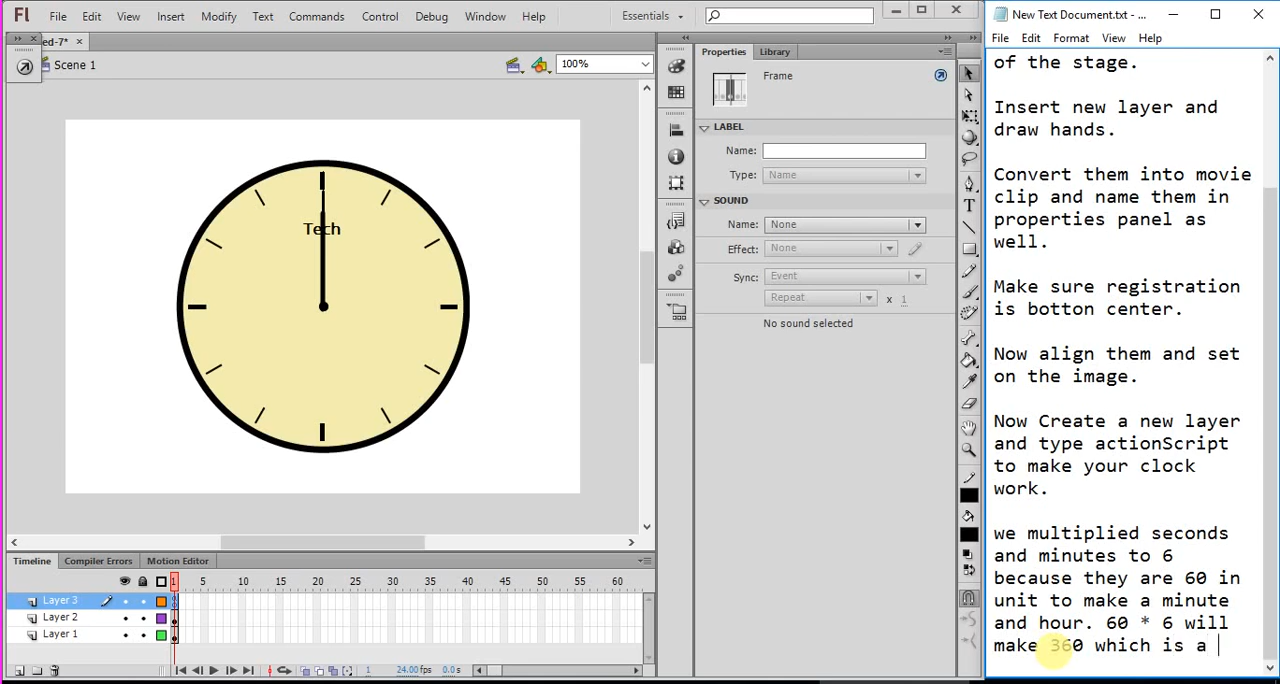 Fl File Edit View Insert Modify Text Commands Control Debug Window Help Essentials
ed-7* ×
Scene 1 100%
Tech
Timeline Compiler Errors Motion Editor
1 5 10 15 20 25 30 35 40 45 50 55 60
Layer 3
Layer 2
Layer 1
1 24.00 fps 0.0 s
Properties Library
Frame
LABEL
Name:
Type: Name
SOUND
Name: None
Effect: None
Sync: Event
Repeat x 1
No sound selected
New Text Document.txt - ...
File Edit Format View Help
of the stage.
Insert new layer and
draw hands.
Convert them into movie
clip and name them in
properties panel as
well.
Make sure registration
is botton center.
Now align them and set
on the image.
Now Create a new layer
and type actionScript
to make your clock
work.
we multiplied seconds
and minutes to 6
because they are 60 in
unit to make a minute
and hour. 60 * 6 will
make 360 which is a